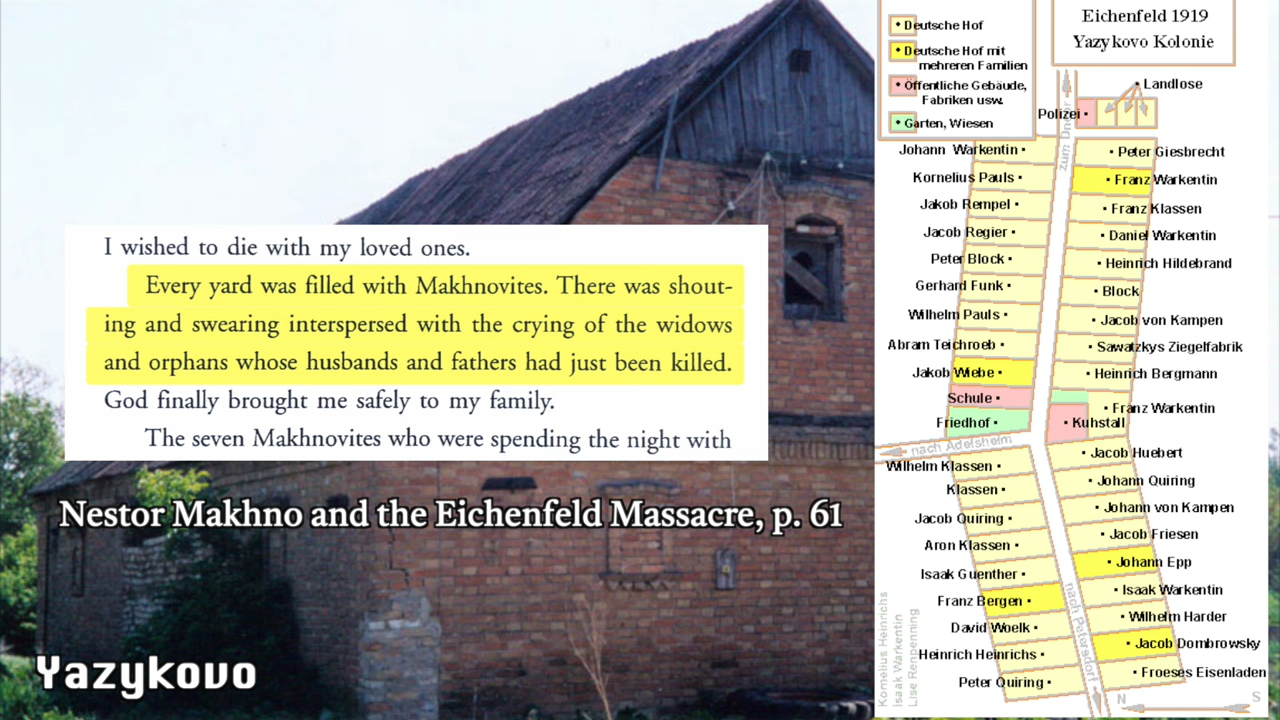 I wished to die with my loved ones.
Every yard was filled with Makhnovites. There was shout-
ing and swearing interspersed with the crying of the widows
and orphans whose husbands and fathers had just been killed.
God finally brought me safely to my family.
The seven Makhnovites who were spending the night with
Nestor Makhno and the Eichenfeld Massacre, p. 61
Yazykovo
Deutsche Hof
Deutsche Hof mit
mehreren Familien
Öffentliche Gebäude,
Fabriken usw.
Garten, Wiesen
Eichenfeld 1919
Yazykovo Kolonie
Landlose
Polizei
zum Dnepr
Johann Warkentin
Kornelius Pauls
Jakob Rempel
Jacob Regier
Peter Block
Gerhard Funk
Wilhelm Pauls
Abram Teichroeb
Jakob Wiebe
Schule
Friedhof
nach Adelsheim
Wilhelm Klassen
Klassen
Jacob Quiring
Aron Klassen
Isaak Guenther
Franz Bergen
David Woelk
Heinrich Heinrichs
Peter Quiring
Peter Giesbrecht
Franz Warkentin
Franz Klassen
Daniel Warkentin
Heinrich Hildebrand
Block
Jacob von Kampen
Sawatzkys Ziegelfabrik
Heinrich Bergmann
Franz Warkentin
Kuhstall
Jacob Huebert
Johann Quiring
Johann von Kampen
Jacob Friesen
Johann Epp
Isaak Warkentin
Wilhelm Harder
Jacob Dombrowsky
Froeses Eisenladen
nach Petersdorf
Kornelius Heinrichs
Isaak Warkentin
Lise Renpenning
N
S